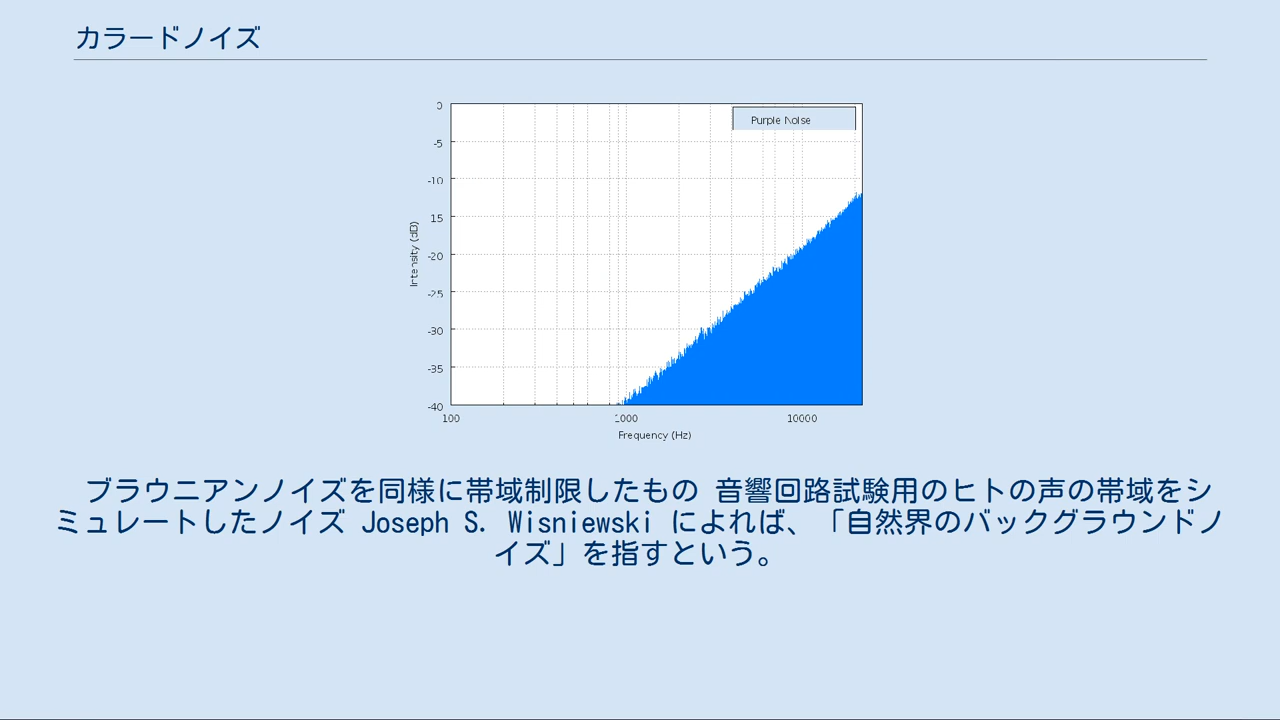 カラードノイズ
0
Purple Noise
-5
-10
15
-20
-25
-30
-35
-40
Intensity (dB)
100
1000
10000
Frequency (Hz)
ブラウニアンノイズを同様に帯域制限したもの 音響回路試験用のヒトの声の帯域をシ
ミュレートしたノイズ Joseph S. Wisniewski によれば、「自然界のバックグラウンドノ
イズ」を指すという。